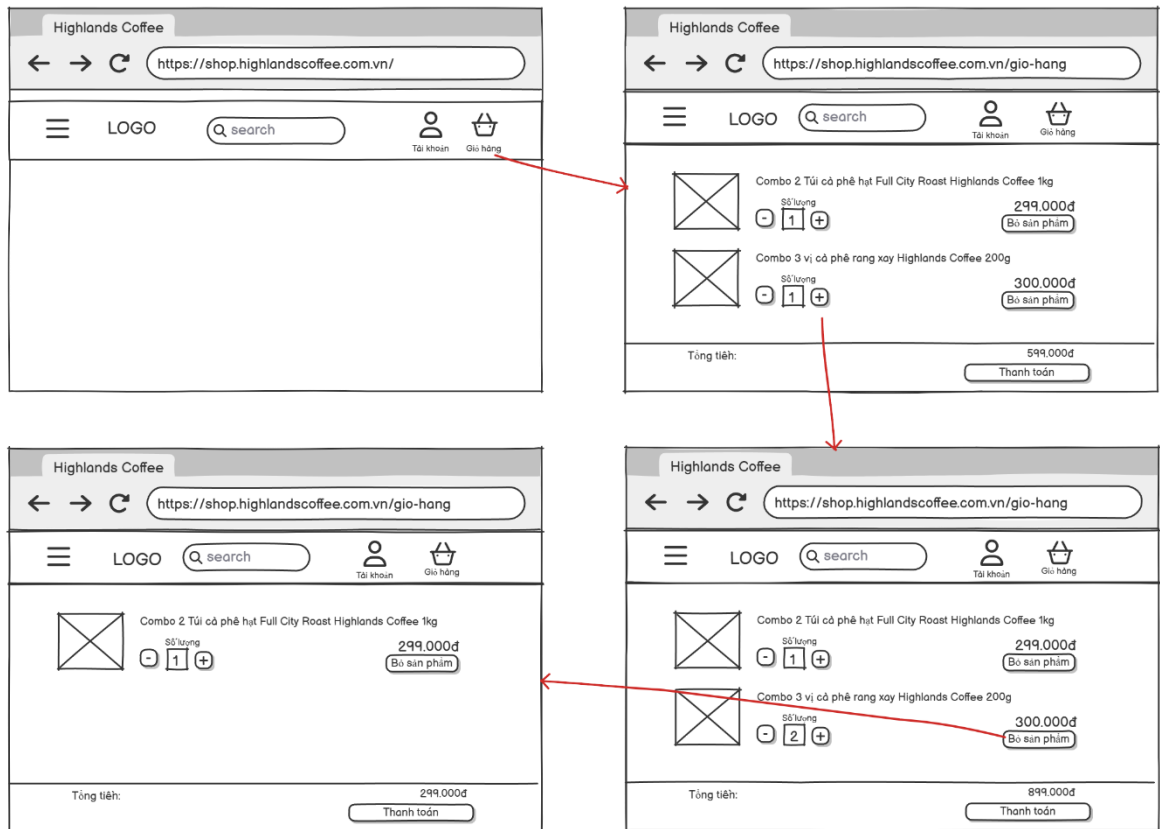 Highlands Coffee
https://shop.highlandscoffee.com.vn/
LOGO
search
Tài khoản
Giỏ hàng
Highlands Coffee
https://shop.highlandscoffee.com.vn/gio-hang
LOGO
search
Tài khoản
Giỏ hàng
Combo 2 Túi cà phê hạt Full City Roast Highlands Coffee 1kg
Số lượng
- 1 +
299.000đ
Bỏ sản phẩm
Combo 3 vị cà phê rang xay Highlands Coffee 200g
Số lượng
- 1 +
300.000đ
Bỏ sản phẩm
Tổng tiền:
599.000đ
Thanh toán
Highlands Coffee
https://shop.highlandscoffee.com.vn/gio-hang
LOGO
search
Tài khoản
Giỏ hàng
Combo 2 Túi cà phê hạt Full City Roast Highlands Coffee 1kg
Số lượng
- 1 +
299.000đ
Bỏ sản phẩm
Tổng tiền:
299.000đ
Thanh toán
Highlands Coffee
https://shop.highlandscoffee.com.vn/gio-hang
LOGO
search
Tài khoản
Giỏ hàng
Combo 2 Túi cà phê hạt Full City Roast Highlands Coffee 1kg
Số lượng
- 1 +
299.000đ
Bỏ sản phẩm
Combo 3 vị cà phê rang xay Highlands Coffee 200g
Số lượng
- 2 +
300.000đ
Bỏ sản phẩm
Tổng tiền:
899.000đ
Thanh toán